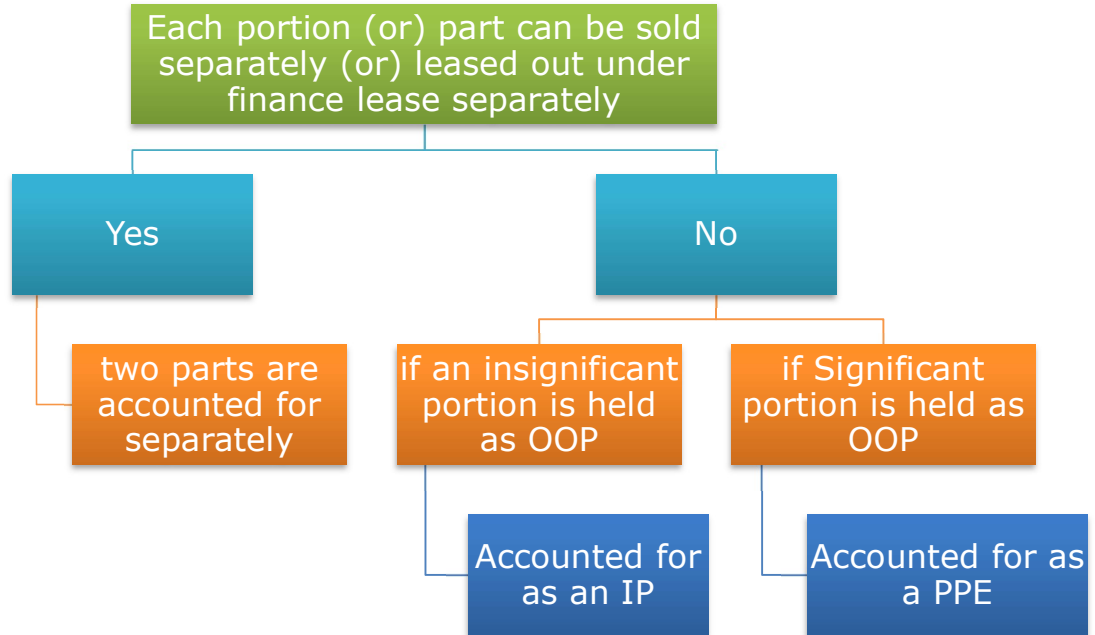 Each portion (or) part can be sold
separately (or) leased out under
finance lease separately
Yes
No
two parts are
accounted for
separately
if an insignificant
portion is held
as OOP
if Significant
portion is held as
OOP
Accounted for
as an IP
Accounted for as
a PPE